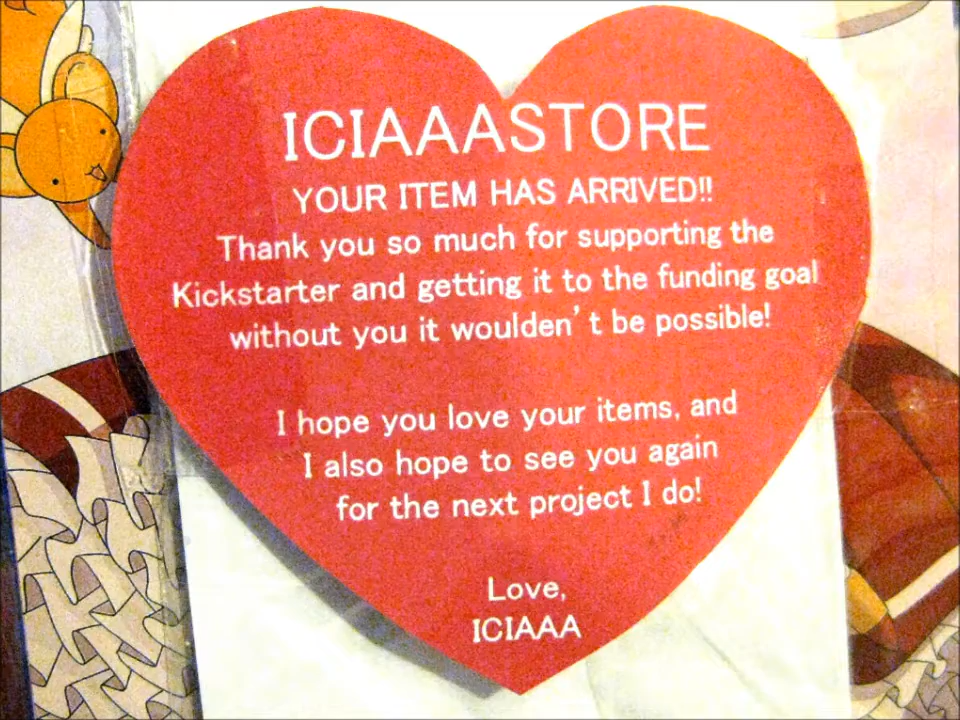 ICIAAASTORE
YOUR ITEM HAS ARRIVED!!
Thank you so much for supporting the
Kickstarter and getting it to the funding goal
without you it woulden't be possible!
I hope you love your items, and
I also hope to see you again
for the next project I do!
Love,
ICIAAA